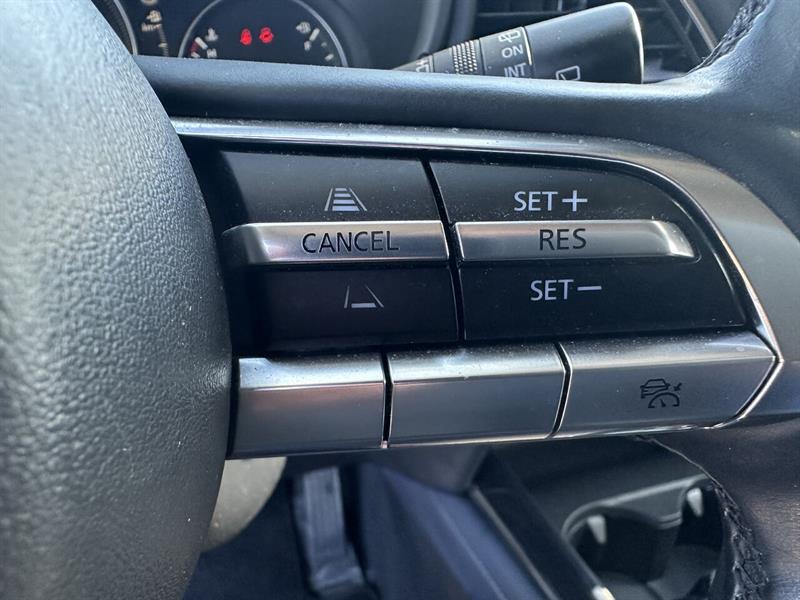 ON
INT
SET+
CANCEL
RES
SET−